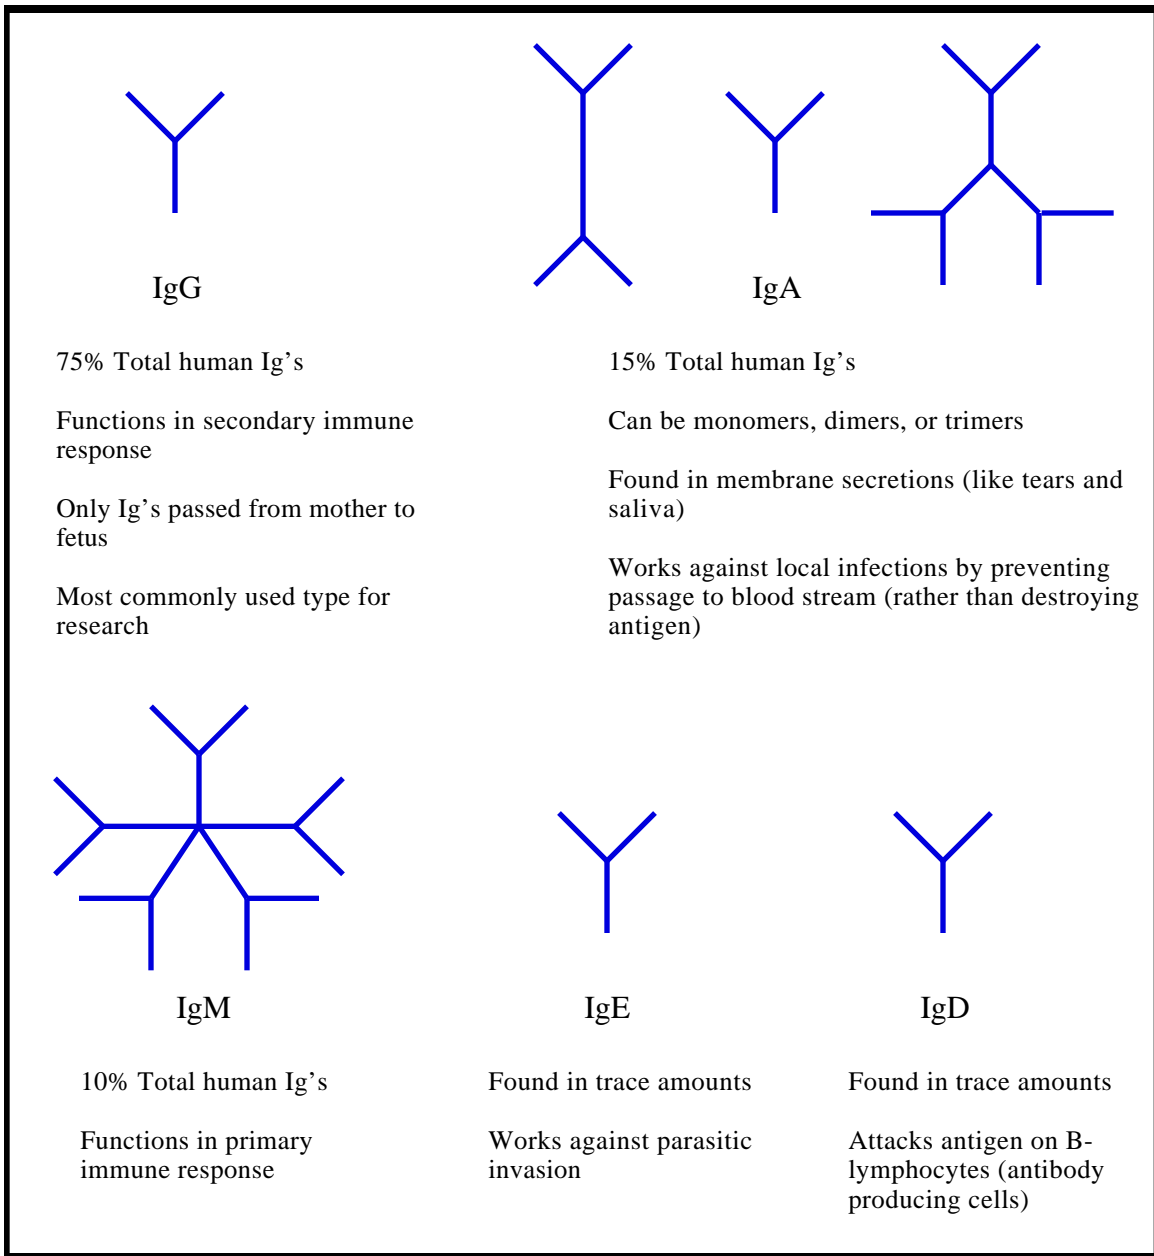 IgG
75% Total human Ig’s
Functions in secondary immune
response
Only Ig’s passed from mother to
fetus
Most commonly used type for
research
IgA
15% Total human Ig’s
Can be monomers, dimers, or trimers
Found in membrane secretions (like tears and
saliva)
Works against local infections by preventing
passage to blood stream (rather than destroying
antigen)
IgM
10% Total human Ig’s
Functions in primary
immune response
IgE
Found in trace amounts
Works against parasitic
invasion
IgD
Found in trace amounts
Attacks antigen on B-
lymphocytes (antibody
producing cells)